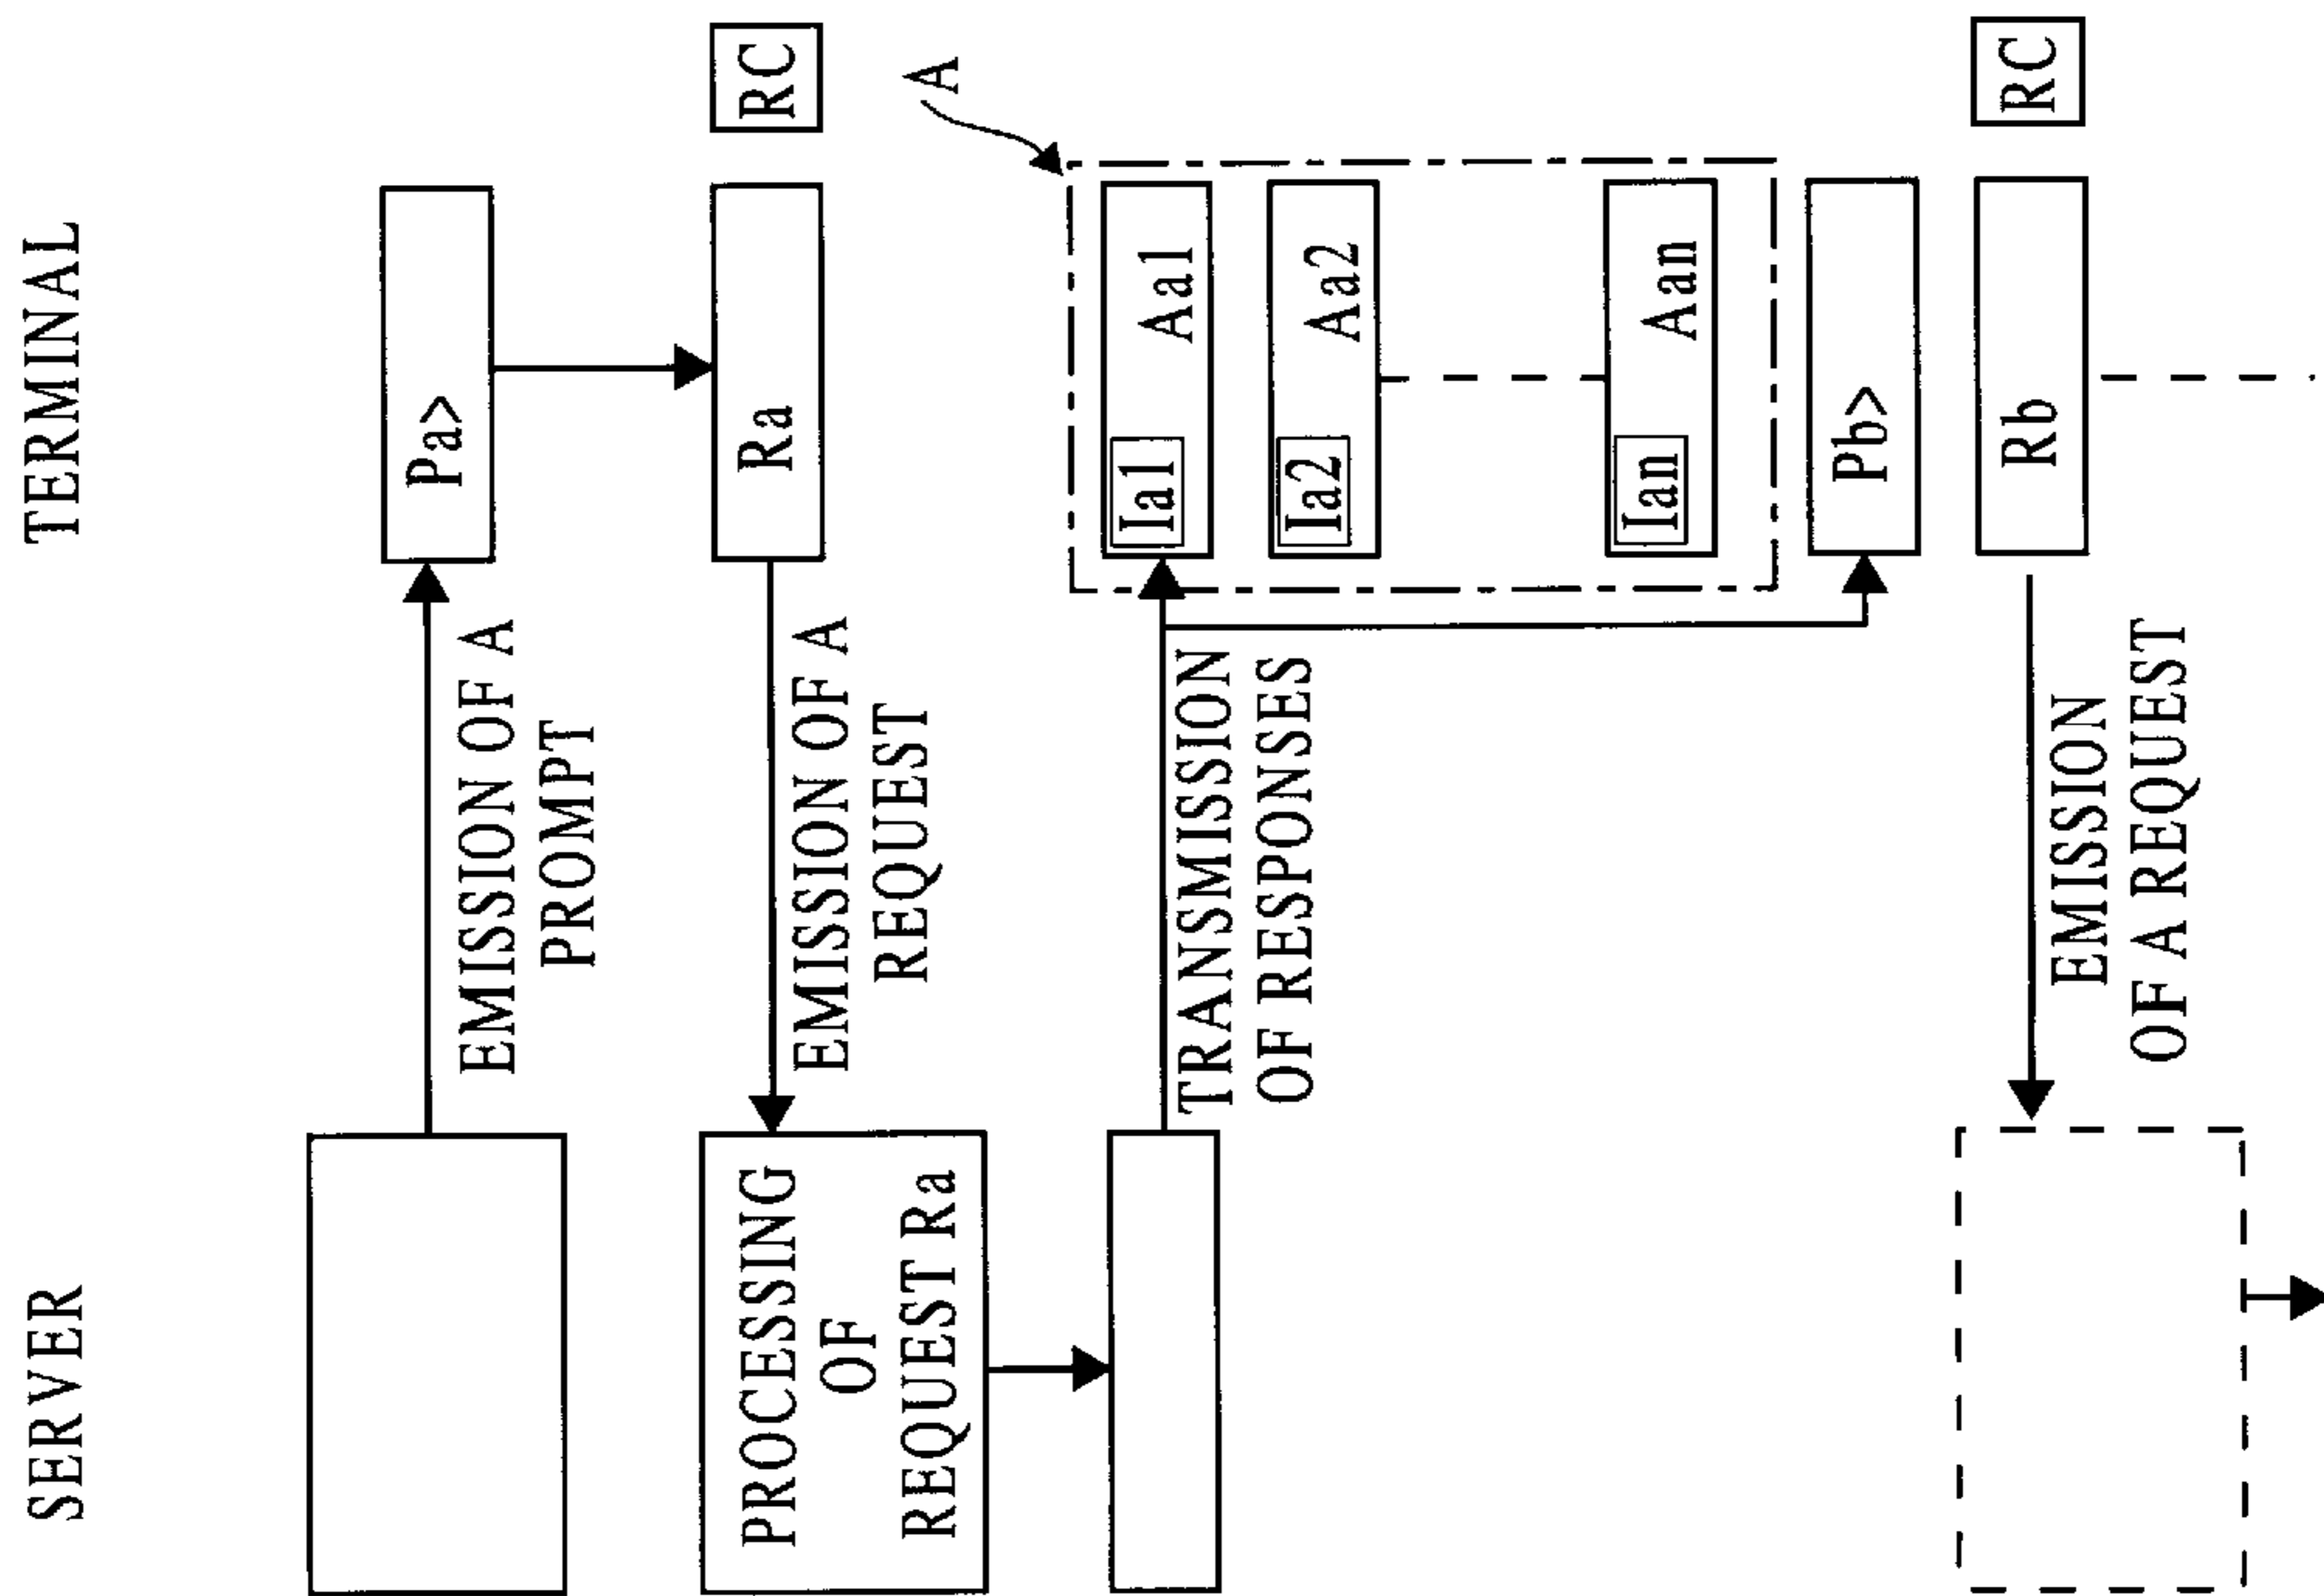 SERVER
TERMINAL
Pa>
EMISSION OF A
PROMPT
Ra
RC
EMISSION OF A
REQUEST
PROCESSING
OF
REQUEST Ra
A
Ia1 Aa1
Ia2 Aa2
Ian Aan
TRANSMISSION
OF RESPONSES
Pb>
Rb
RC
EMISSION
OF A REQUEST